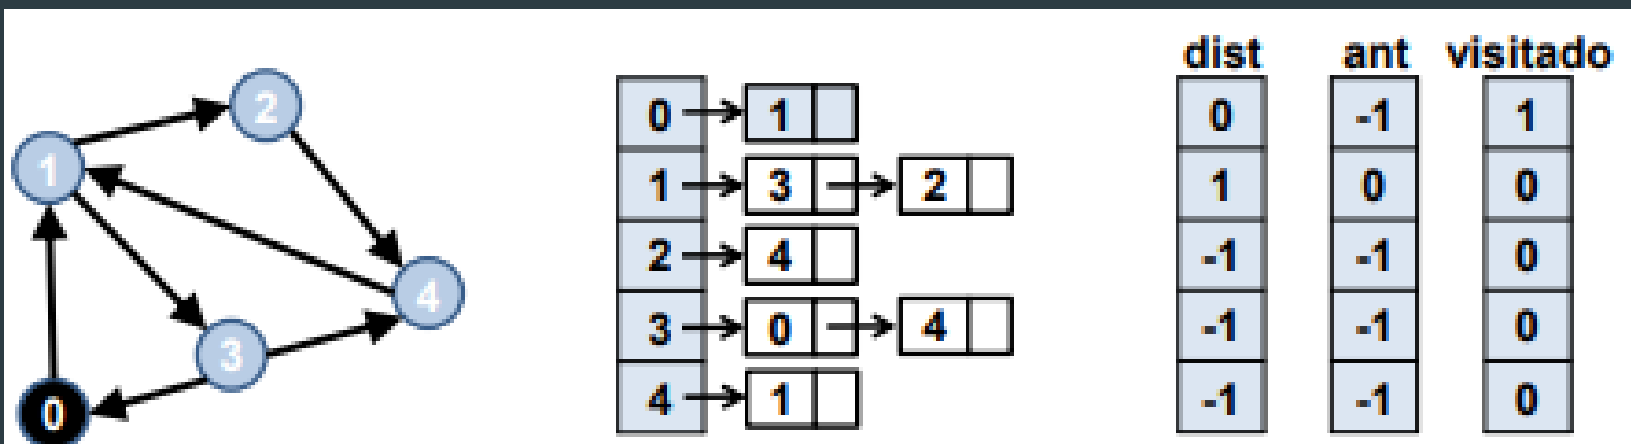 dist ant visitado
2
1
4
3
0
0 1 0 -1 1
1 3 2 1 0 0
2 4 -1 -1 0
3 0 4 -1 -1 0
4 1 -1 -1 0